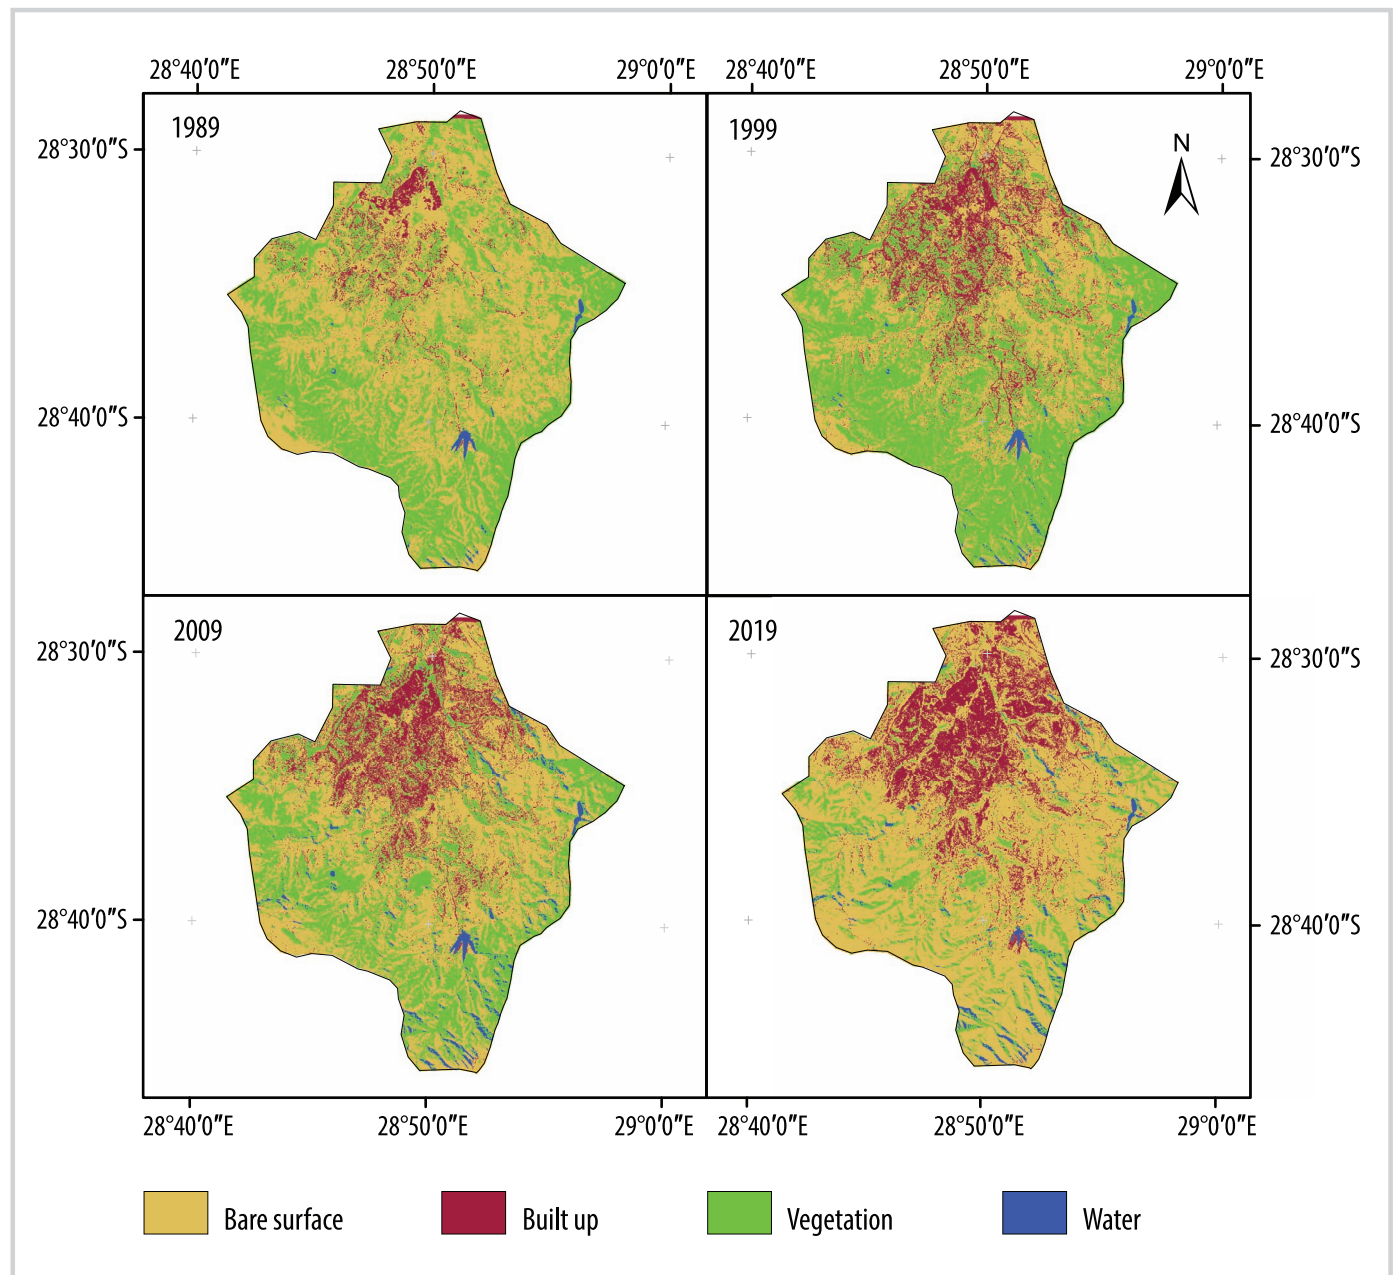 28°40′0″E 28°50′0″E 29°0′0″E 28°40′0″E 28°50′0″E 29°0′0″E
1989
1999
N
28°30′0″S
28°30′0″S
28°40′0″S
28°40′0″S
2009
2019
28°30′0″S
28°30′0″S
28°40′0″S
28°40′0″S
28°40′0″E 28°50′0″E 29°0′0″E 28°40′0″E 28°50′0″E 29°0′0″E
Bare surface Built up Vegetation Water